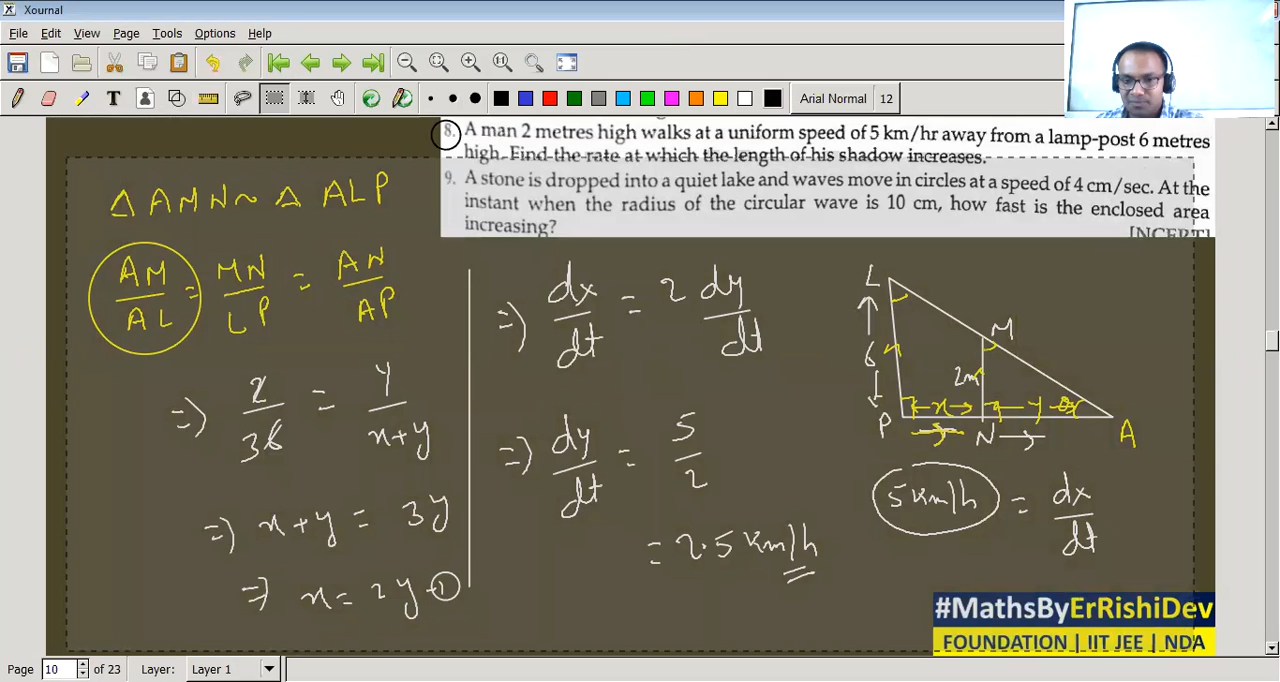 Xournal
File Edit View Page Tools Options Help
Arial Normal 12
8. A man 2 metres high walks at a uniform speed of 5 km/hr away from a lamp-post 6 metres
high. Find the rate at which the length of his shadow increases.
9. A stone is dropped into a quiet lake and waves move in circles at a speed of 4 cm/sec. At the
instant when the radius of the circular wave is 10 cm, how fast is the enclosed area
increasing?
[NCERT]
Δ AMN ~ Δ ALP
AM/AL = MN/LP = AN/AP
=) 2/6 3 = y/x+y
=) x+y = 3y
=) x = 2y -①
=) dx/dt = 2 dy/dt
=) dy/dt = 5/2
= 2.5 km/h
L
M
6
2m
x
y
P
N
A
5 km/h = dx/dt
#MathsByErRishiDev
FOUNDATION | IIT JEE | NDA
Page 10 of 23 Layer: Layer 1